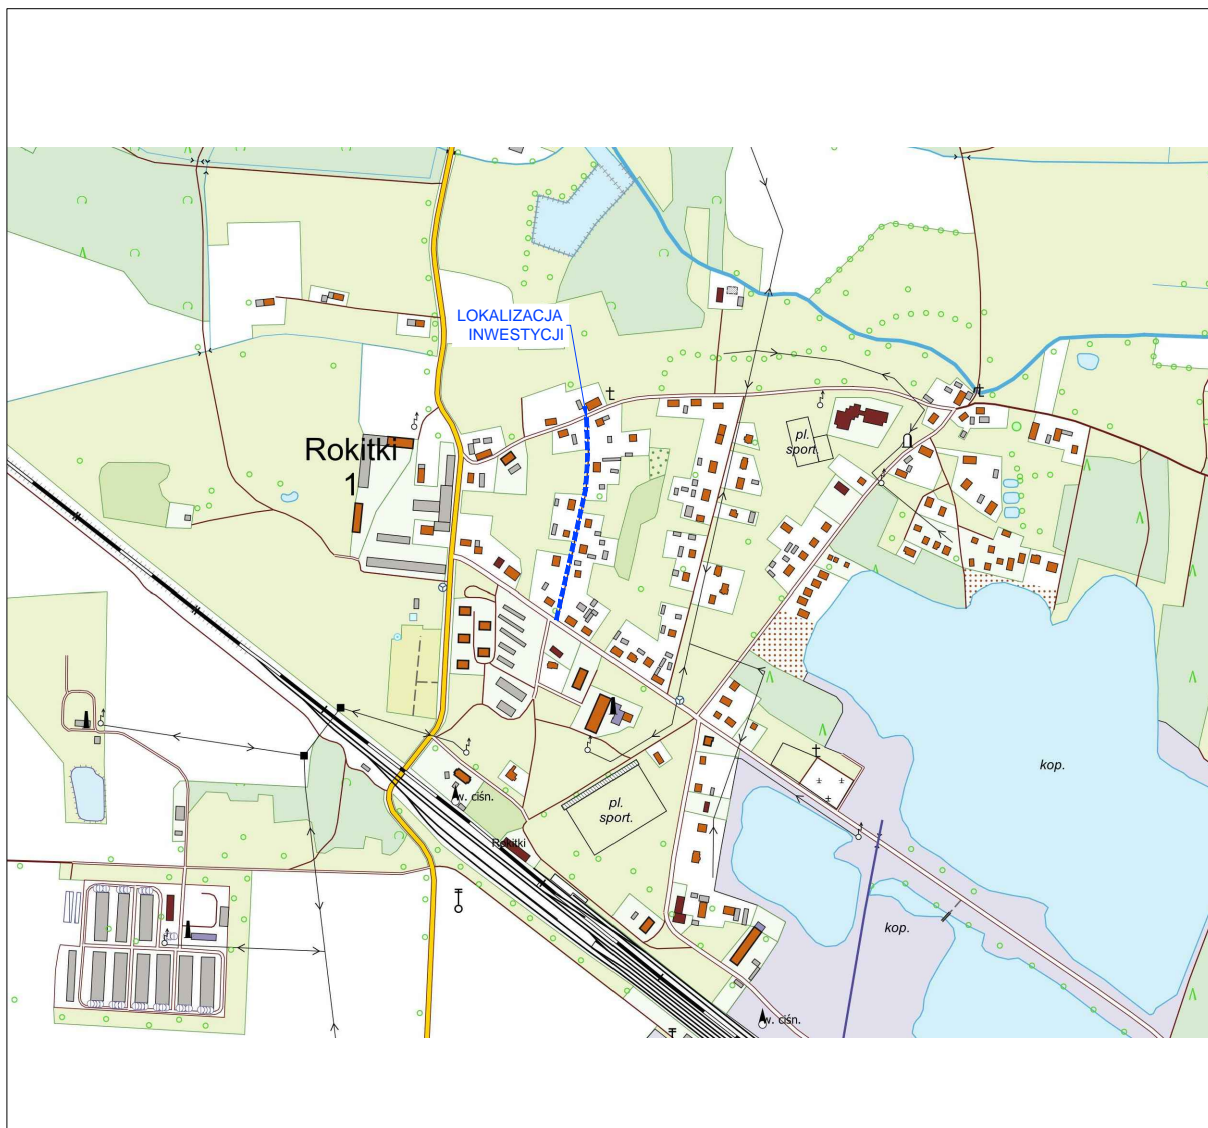 LOKALIZACJA
INWESTYCJI
Rokitki
1
pl.
sport.
kop.
w. ciśn.
pl.
sport.
Rokitki
kop.
w. ciśn.